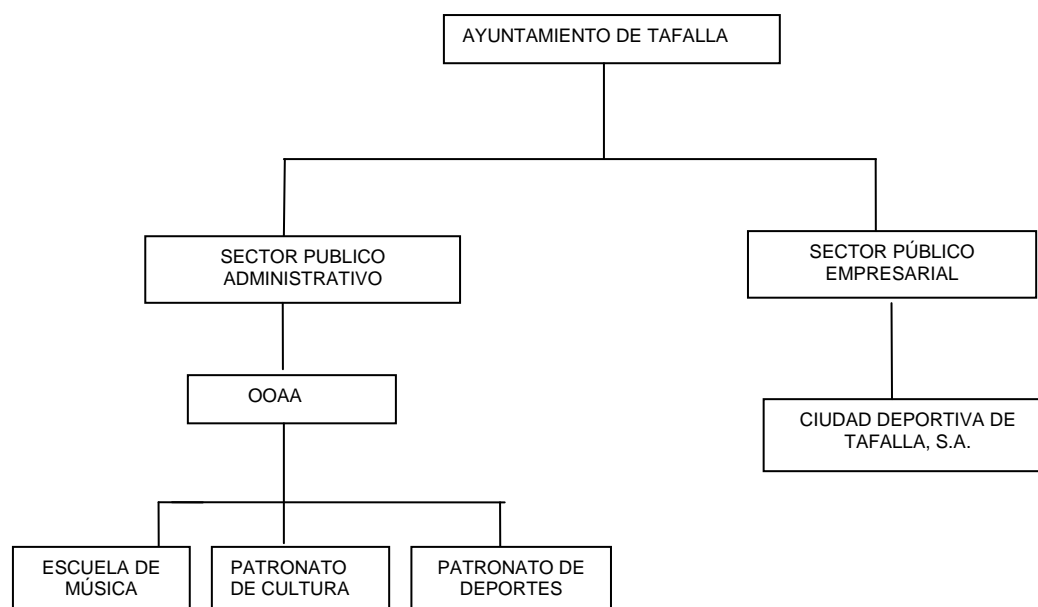 AYUNTAMIENTO DE TAFALLA
SECTOR PUBLICO
ADMINISTRATIVO
SECTOR PÚBLICO
EMPRESARIAL
OOAA
CIUDAD DEPORTIVA DE
TAFALLA, S.A.
ESCUELA DE
MÚSICA
PATRONATO
DE CULTURA
PATRONATO DE
DEPORTES